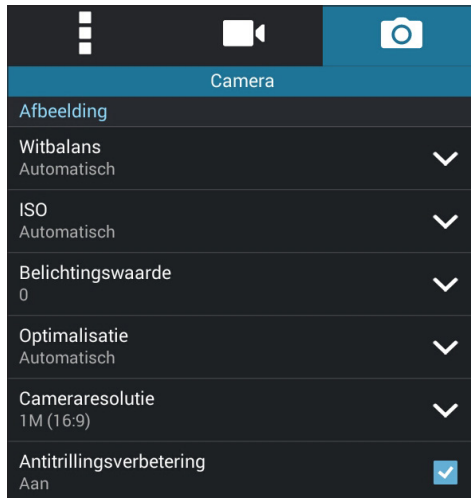 Camera
Afbeelding
Witbalans
Automatisch
ISO
Automatisch
Belichtingswaarde
0
Optimalisatie
Automatisch
Cameraresolutie
1M (16:9)
Antitrillingsverbetering
Aan